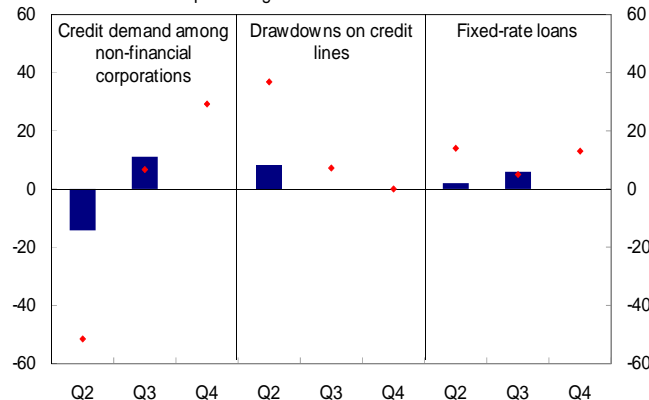 60
40
20
0
-20
-40
-60
Credit demand among
non-financial
corporations
Drawdowns on credit
lines
Fixed-rate loans
60
40
20
0
-20
-40
-60
Q2 Q3 Q4 Q2 Q3 Q4 Q2 Q3 Q4